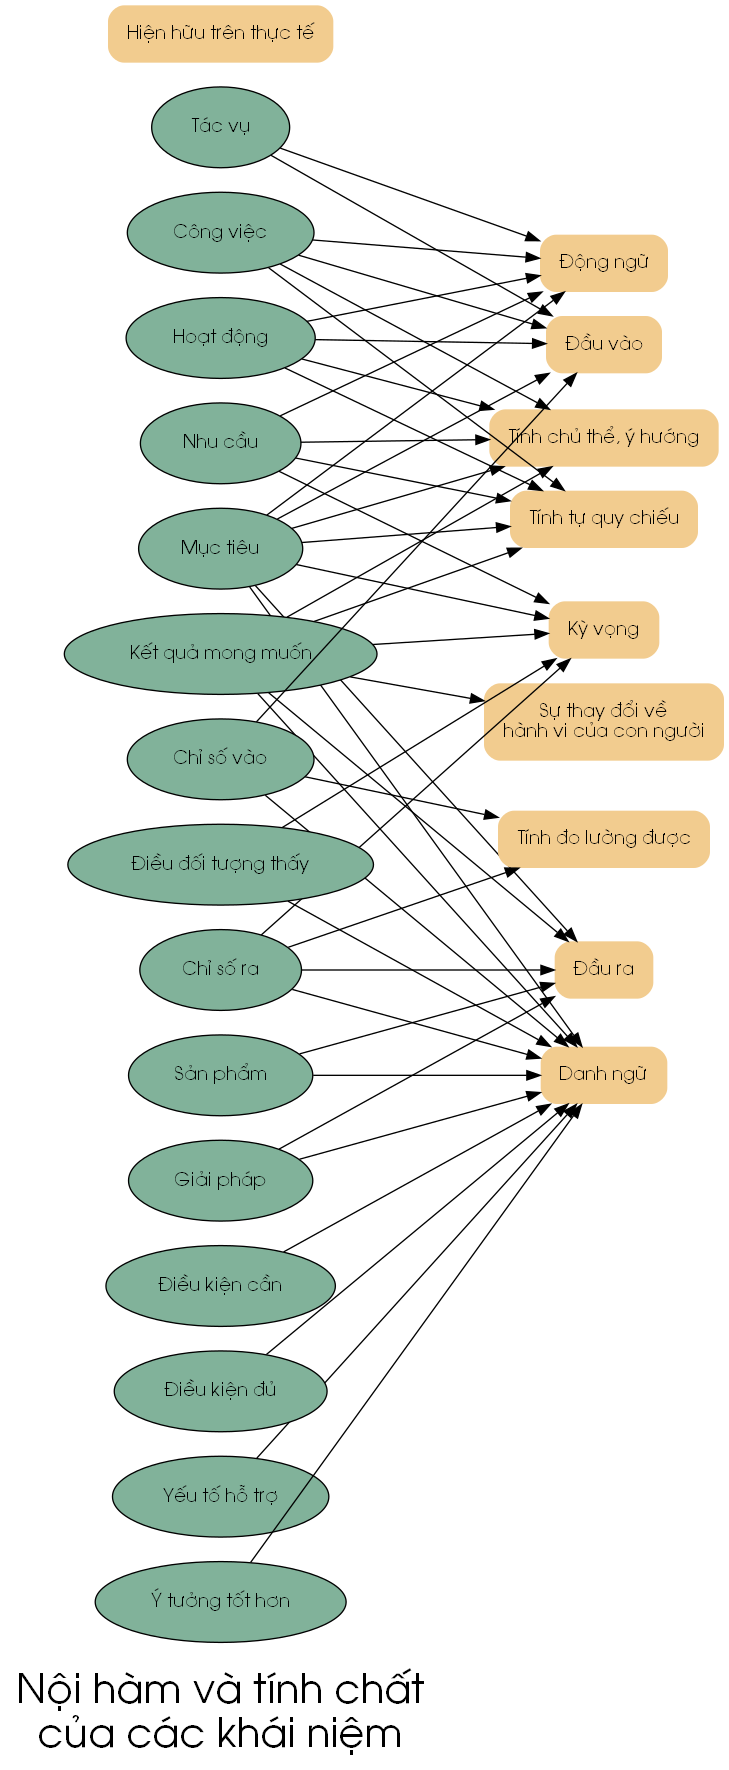 Hiện hữu trên thực tế
Tác vụ
Công việc
Động ngữ
Hoạt động
Đầu vào
Nhu cầu
Tính chủ thể, ý hướng
Mục tiêu
Tính tự quy chiếu
Kết quả mong muốn
Kỳ vọng
Sự thay đổi về
hành vi của con người
Chỉ số vào
Tính đo lường được
Điều đối tượng thấy
Chỉ số ra
Đầu ra
Sản phẩm
Danh ngữ
Giải pháp
Điều kiện cần
Điều kiện đủ
Yếu tố hỗ trợ
Ý tưởng tốt hơn
Nội hàm và tính chất
của các khái niệm